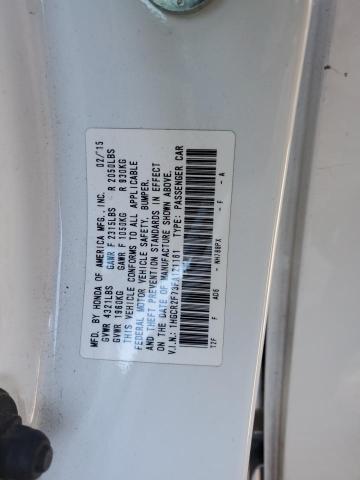 MFD. BY HONDA OF AMERICA MFG., INC. 02/15
GVWR 4321LBS GAWR F 2315LBS R 2050LBS
GVWR 1960KG GAWR F 1050KG R 930KG
THIS VEHICLE CONFORMS TO ALL APPLICABLE
FEDERAL MOTOR VEHICLE SAFETY, BUMPER,
AND THEFT PREVENTION STANDARDS IN EFFECT
ON THE DATE OF MANUFACTURE SHOWN ABOVE.
V.I.N.: TYPE: PASSENGER CAR
F A06 - NH788PX - F - A